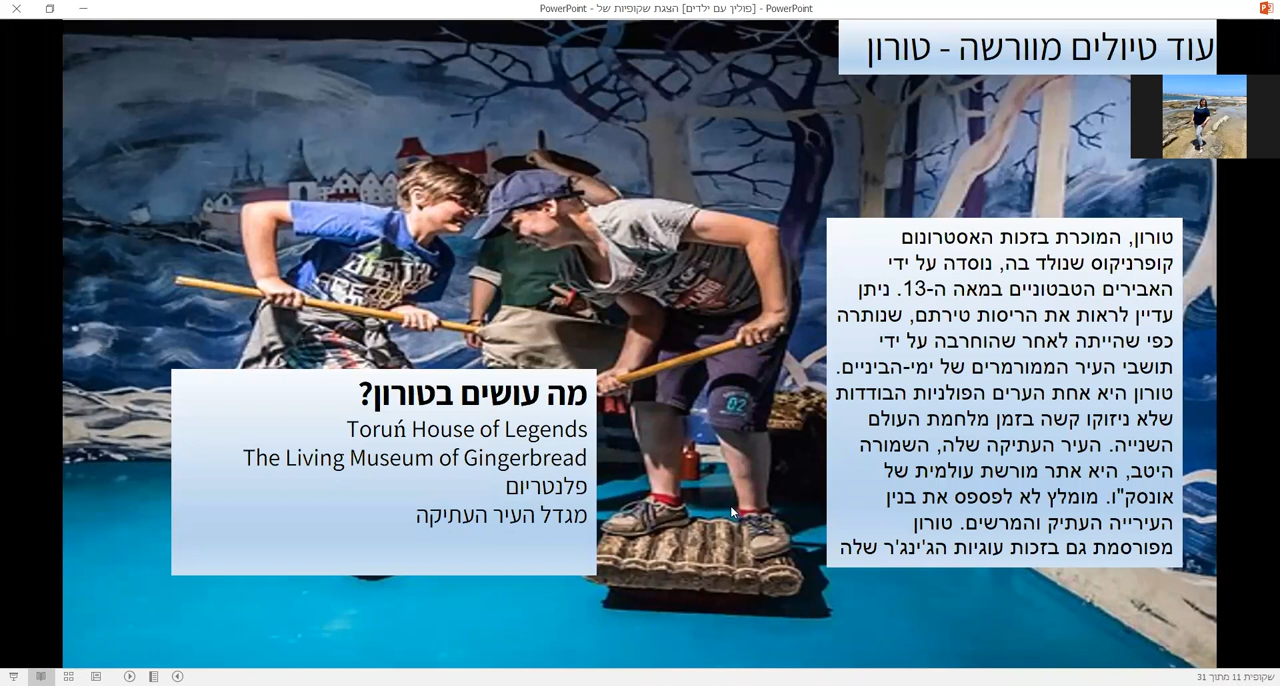 PowerPoint - [פולין עם ילדים] הצגת שקופיות של - PowerPoint
עוד טיולים מוורשה - טורון
טורון, המוכרת בזכות האסטרונום
קופרניקוס שנולד בה, נוסדה על ידי
האבירים הטבטוניים במאה ה-13. ניתן
עדיין לראות את הריסות טירתם, שנותרה
כפי שהייתה לאחר שהוחרבה על ידי
תושבי העיר הממורמרים של ימי-הביניים.
טורון היא אחת הערים הפולניות הבודדות
שלא ניזוקו קשה בזמן מלחמת העולם
השנייה. העיר העתיקה שלה, השמורה
היטב, היא אתר מורשת עולמית של
אונסק"ו. מומלץ לא לפספס את בנין
העירייה העתיק והמרשים. טורון
מפורסמת גם בזכות עוגיות הג'ינג'ר שלה
מה עושים בטורון?
Toruń House of Legends
The Living Museum of Gingerbread
פלנטריום
מגדל העיר העתיקה
02
שקופית 11 מתוך 31